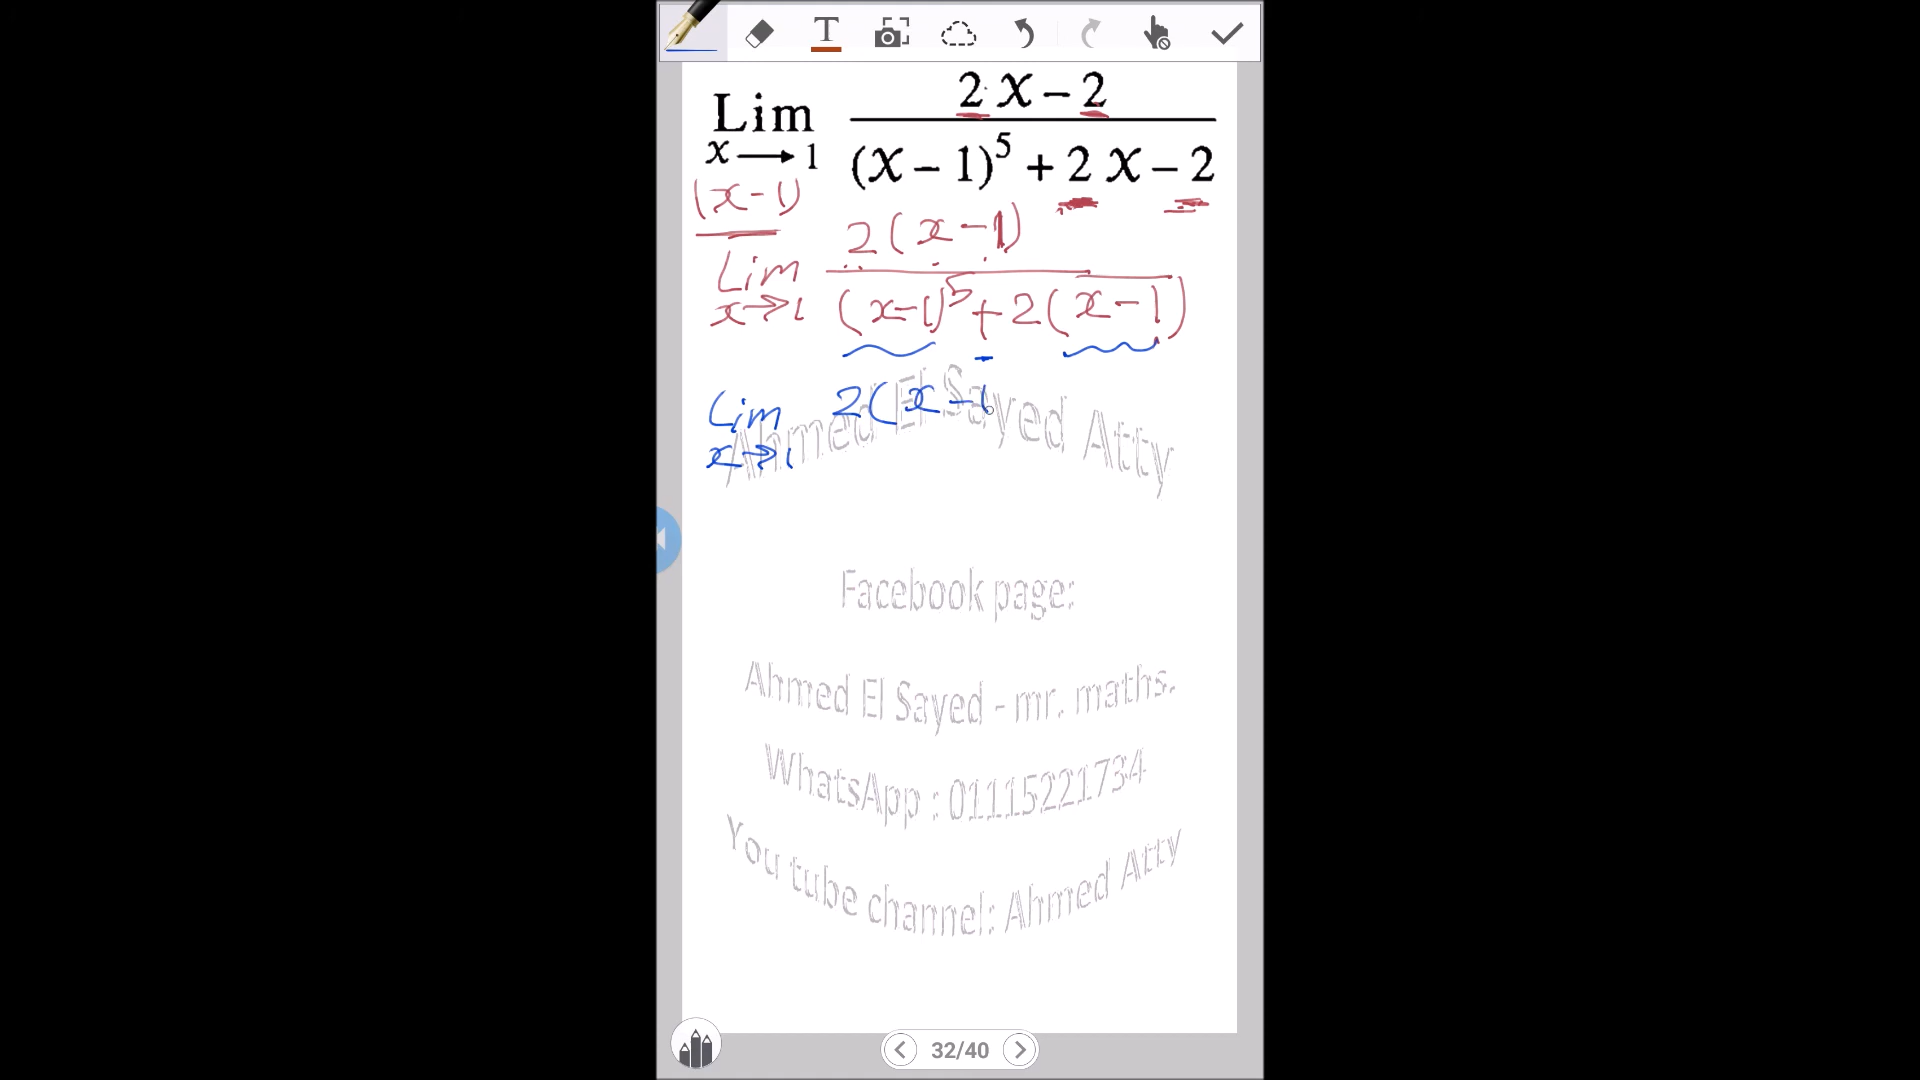 T
Lim x→1 (2x-2)/((x-1)^5+2x-2)
(x-1)
Lim x→1 2(x-1)/((x-1)^5+2(x-1))
Lim x→1 2(x-1
Ahmed El Sayed Atty
Facebook page:
Ahmed El Sayed - mr. maths.
WhatsApp : 01115221734
You tube channel: Ahmed Atty
32/40